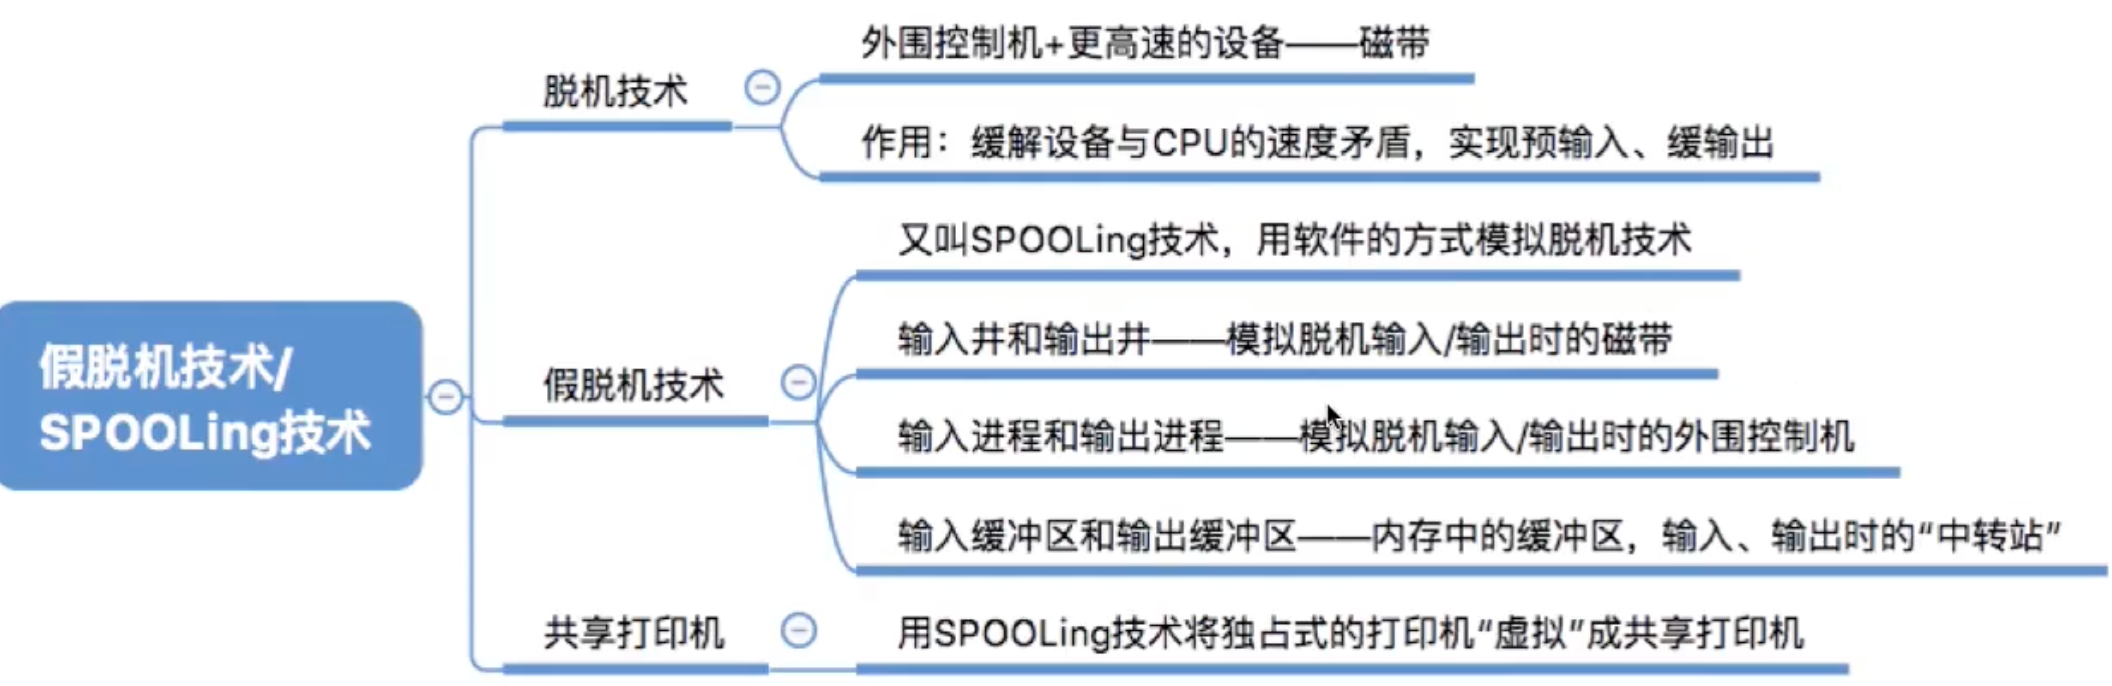 假脱机技术/
SPOOLing技术
脱机技术
外围控制机+更高速的设备——磁带
作用：缓解设备与CPU的速度矛盾，实现预输入、缓输出
假脱机技术
又叫SPOOLing技术，用软件的方式模拟脱机技术
输入井和输出井——模拟脱机输入/输出时的磁带
输入进程和输出进程——模拟脱机输入/输出时的外围控制机
输入缓冲区和输出缓冲区——内存中的缓冲区，输入、输出时的“中转站”
共享打印机
用SPOOLing技术将独占式的打印机“虚拟”成共享打印机